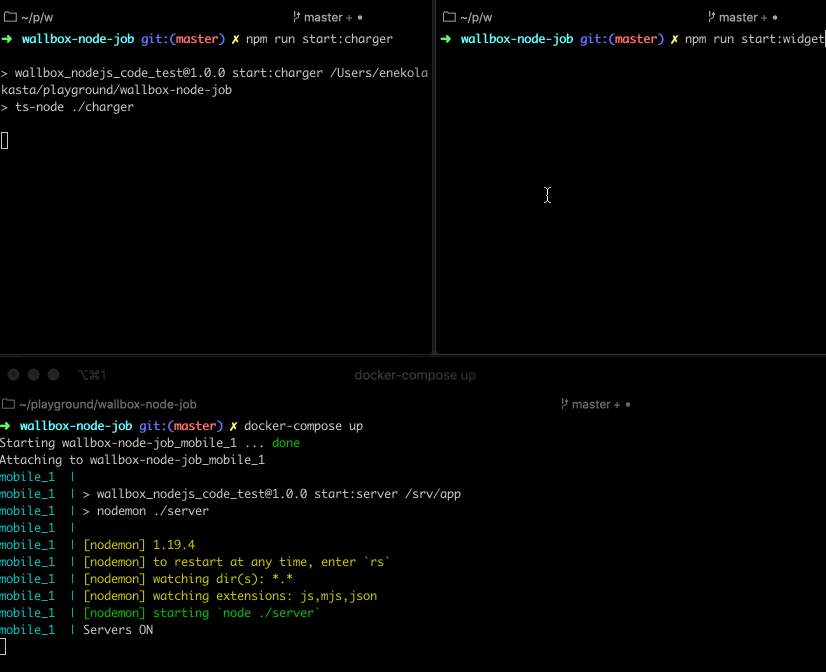 ~/p/w master + •
➜ wallbox-node-job git:(master) ✗ npm run start:charger
> wallbox_nodejs_code_test@1.0.0 start:charger /Users/enekola
kasta/playground/wallbox-node-job
> ts-node ./charger
~/p/w master + •
➜ wallbox-node-job git:(master) ✗ npm run start:widget
⌥⌘1 docker-compose up
~/playground/wallbox-node-job master + •
➜ wallbox-node-job git:(master) ✗ docker-compose up
Starting wallbox-node-job_mobile_1 ... done
Attaching to wallbox-node-job_mobile_1
mobile_1 |
mobile_1 | > wallbox_nodejs_code_test@1.0.0 start:server /srv/app
mobile_1 | > nodemon ./server
mobile_1 |
mobile_1 | [nodemon] 1.19.4
mobile_1 | [nodemon] to restart at any time, enter `rs`
mobile_1 | [nodemon] watching dir(s): *.*
mobile_1 | [nodemon] watching extensions: js,mjs,json
mobile_1 | [nodemon] starting `node ./server`
mobile_1 | Servers ON